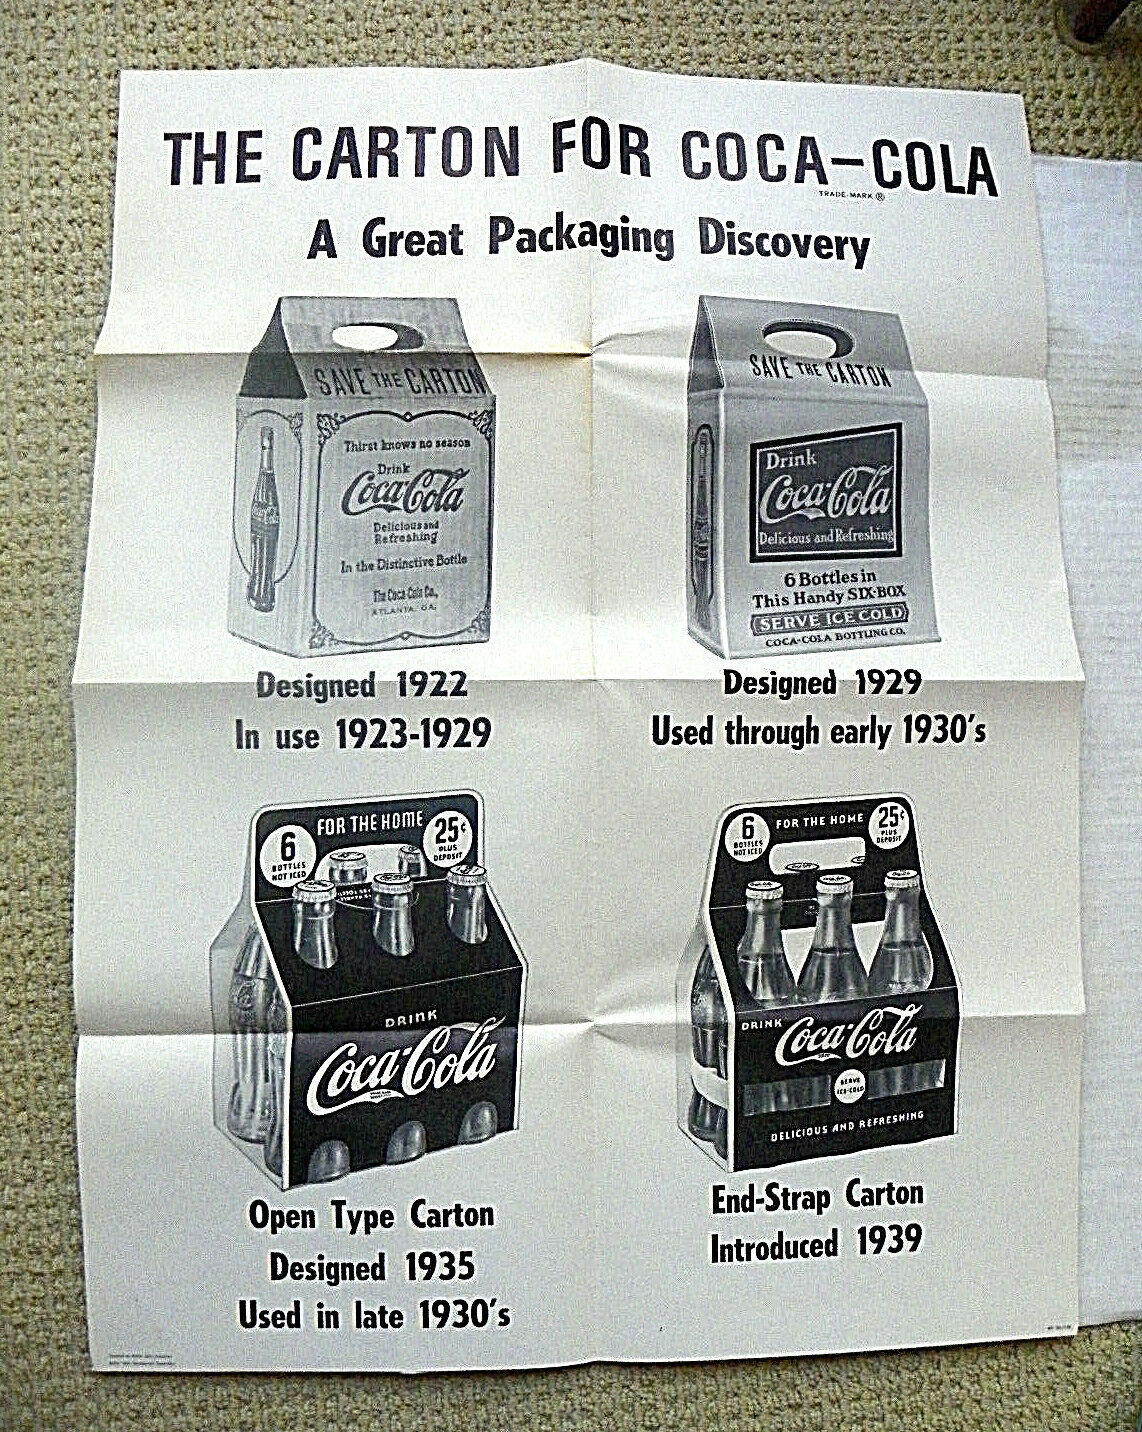 THE CARTON FOR COCA-COLA
TRADE-MARK ®
A Great Packaging Discovery
SAVE THE CARTON
Thirst knows no season
Drink
Coca-Cola
Delicious and
Refreshing
In the Distinctive Bottle
The Coca-Cola Co.,
ATLANTA, GA.
Designed 1922
In use 1923-1929
SAVE THE CARTON
Drink
Coca-Cola
Delicious and Refreshing
6 Bottles in
This Handy SIX-BOX
SERVE ICE COLD
COCA-COLA BOTTLING CO.
Designed 1929
Used through early 1930's
FOR THE HOME
6
BOTTLES
NOT ICED
25¢
PLUS
DEPOSIT
DRINK
Coca-Cola
Open Type Carton
Designed 1935
Used in late 1930's
FOR THE HOME
6
BOTTLES
NOT ICED
25¢
PLUS
DEPOSIT
DRINK
Coca-Cola
SERVE
ICE-COLD
DELICIOUS AND REFRESHING
End-Strap Carton
Introduced 1939